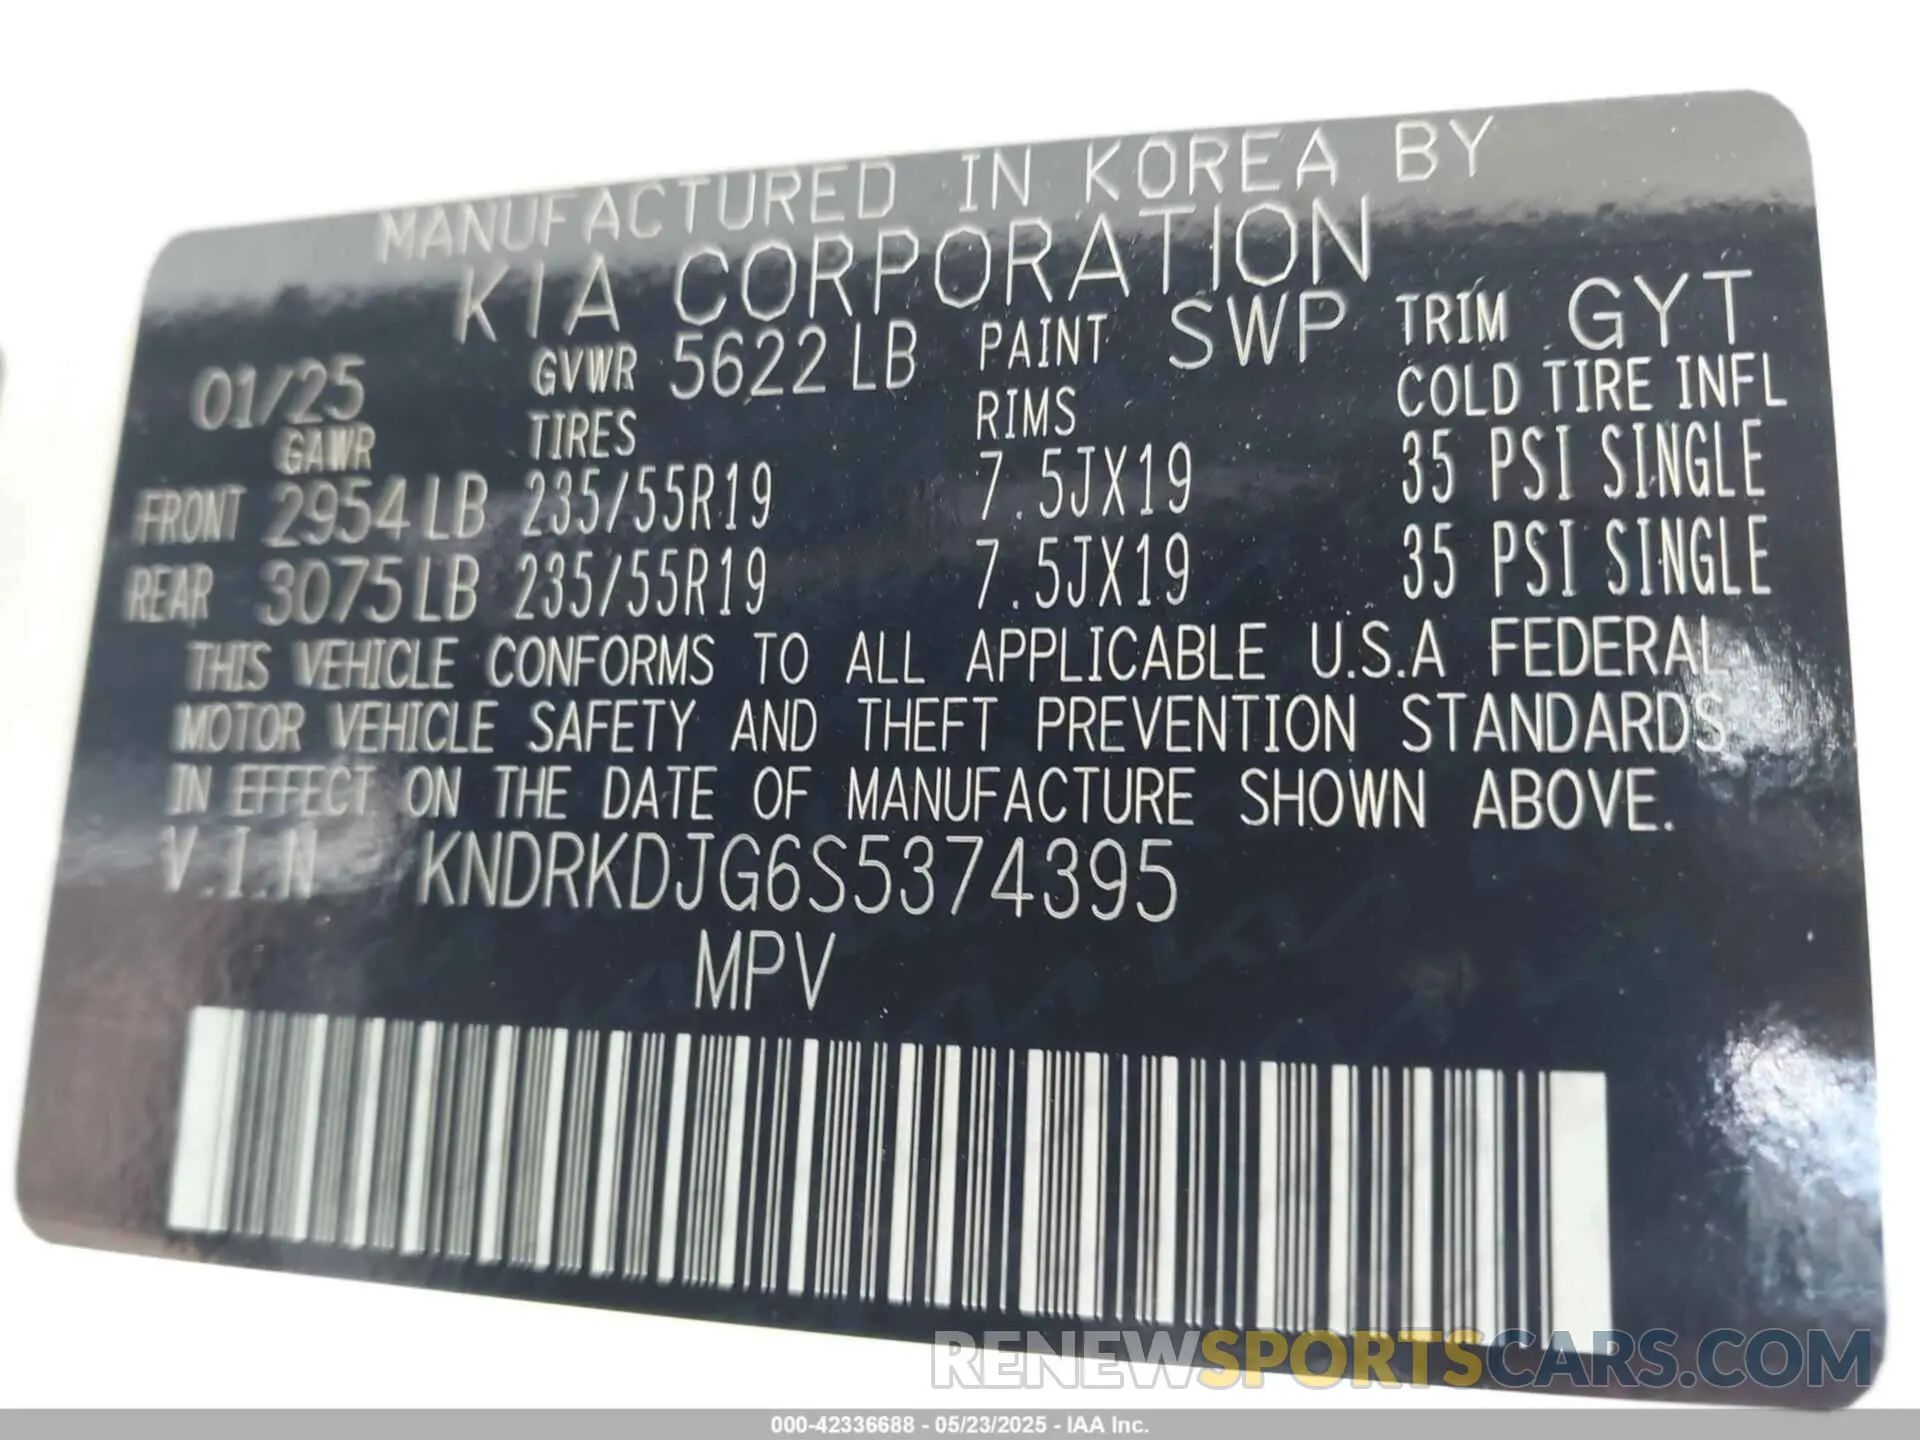 MANUFACTURED IN KOREA BY
KIA CORPORATION
01/25 GVWR 5622 LB PAINT SWP TRIM GYT
GAWR TIRES RIMS COLD TIRE INFL
FRONT 2954 LB 235/55R19 7.5JX19 35 PSI SINGLE
REAR 3075 LB 235/55R19 7.5JX19 35 PSI SINGLE
THIS VEHICLE CONFORMS TO ALL APPLICABLE U.S.A FEDERAL
MOTOR VEHICLE SAFETY AND THEFT PREVENTION STANDARDS
IN EFFECT ON THE DATE OF MANUFACTURE SHOWN ABOVE.
V.I.N KNDRKDJG6S5374395
MPV
RENEWSPORTSCARS.COM
000-42336688 - 05/23/2025 - IAA Inc.